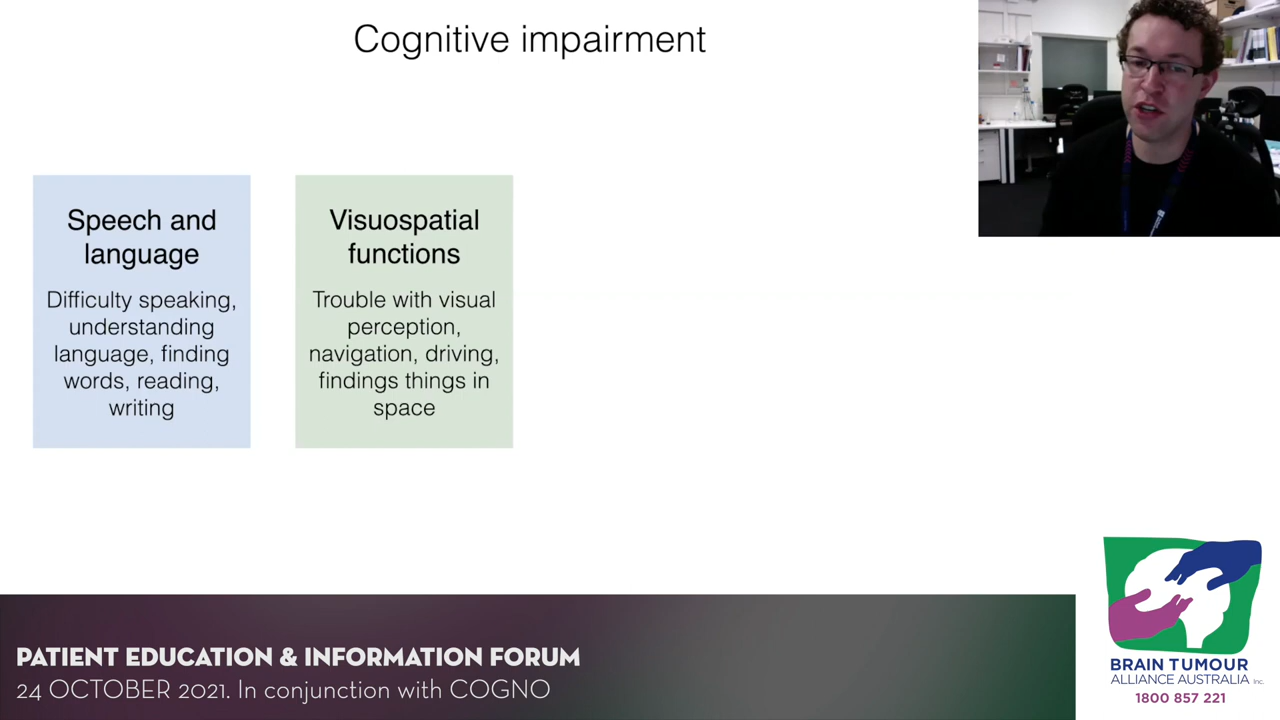 Cognitive impairment
Speech and
language
Difficulty speaking,
understanding
language, finding
words, reading,
writing
Visuospatial
functions
Trouble with visual
perception,
navigation, driving,
findings things in
space
PATIENT EDUCATION & INFORMATION FORUM
24 OCTOBER 2021. In conjunction with COGNO
BRAIN TUMOUR
ALLIANCE AUSTRALIA Inc.
1800 857 221